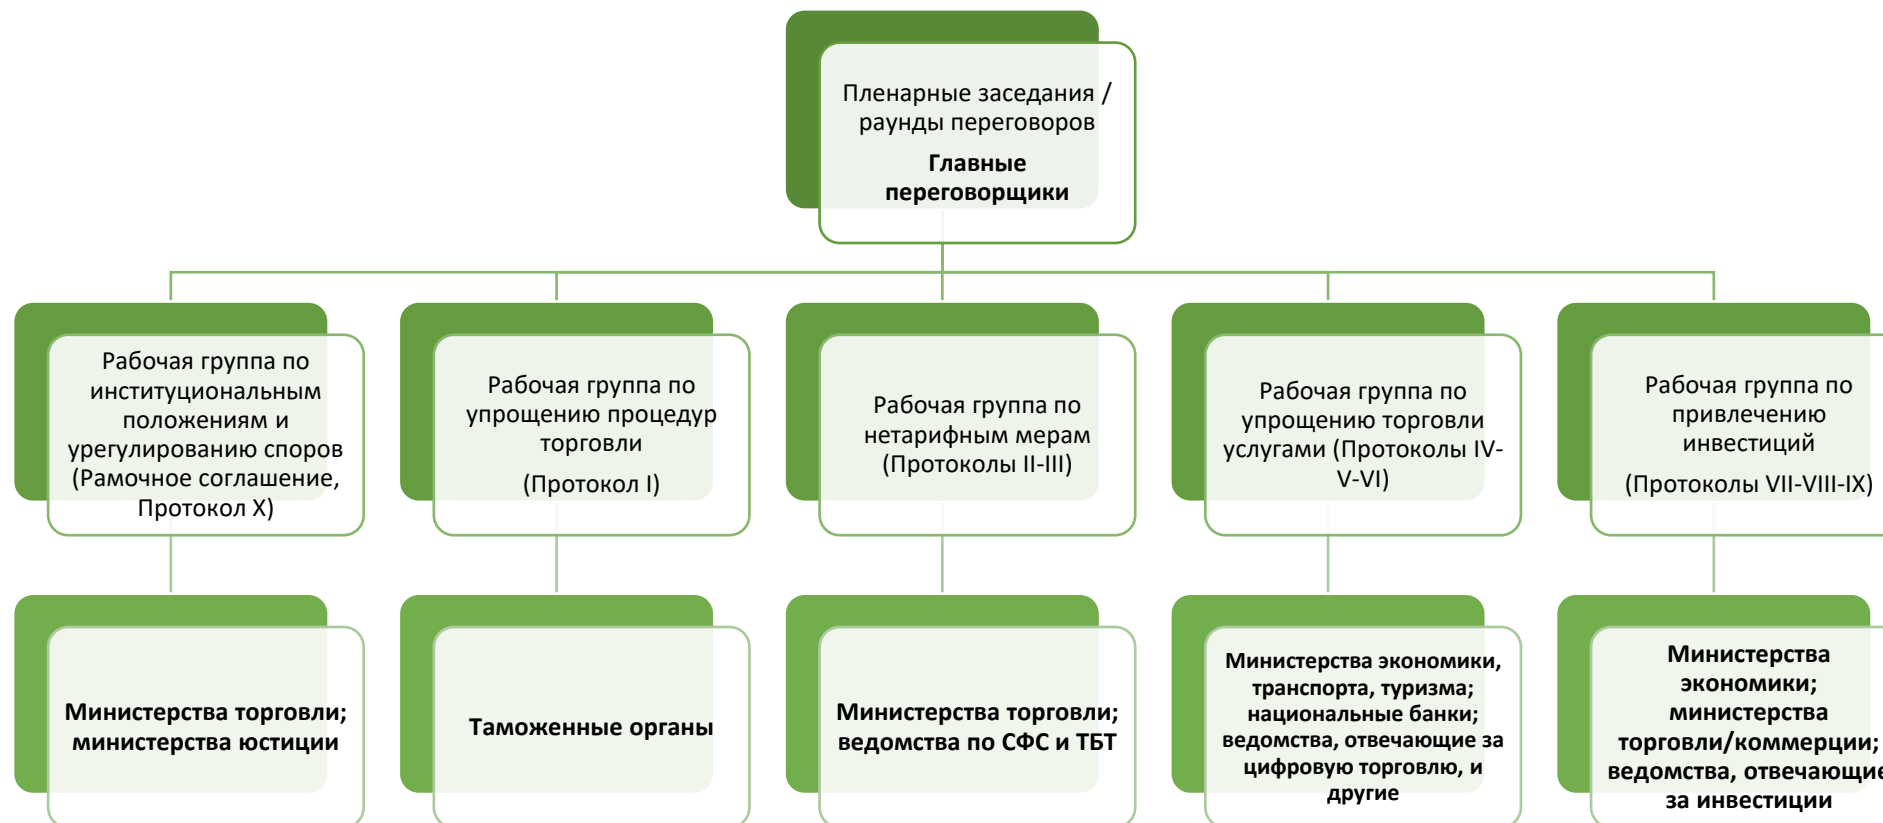 Пленарные заседания /
раунды переговоров
Главные
переговорщики
Рабочая группа по
институциональным
положениям и
урегулированию споров
(Рамочное соглашение,
Протокол X)
Рабочая группа по
упрощению процедур
торговли
(Протокол I)
Рабочая группа по
нетарифным мерам
(Протоколы II-III)
Рабочая группа по
упрощению торговли
услугами (Протоколы IV-
V-VI)
Рабочая группа по
привлечению
инвестиций
(Протоколы VII-VIII-IX)
Министерства торговли;
министерства юстиции
Таможенные органы
Министерства торговли;
ведомства по СФС и ТБТ
Министерства экономики,
транспорта, туризма;
национальные банки;
ведомства, отвечающие за
цифровую торговлю, и
другие
Министерства
экономики;
министерства
торговли/коммерции;
ведомства, отвечающие
за инвестиции